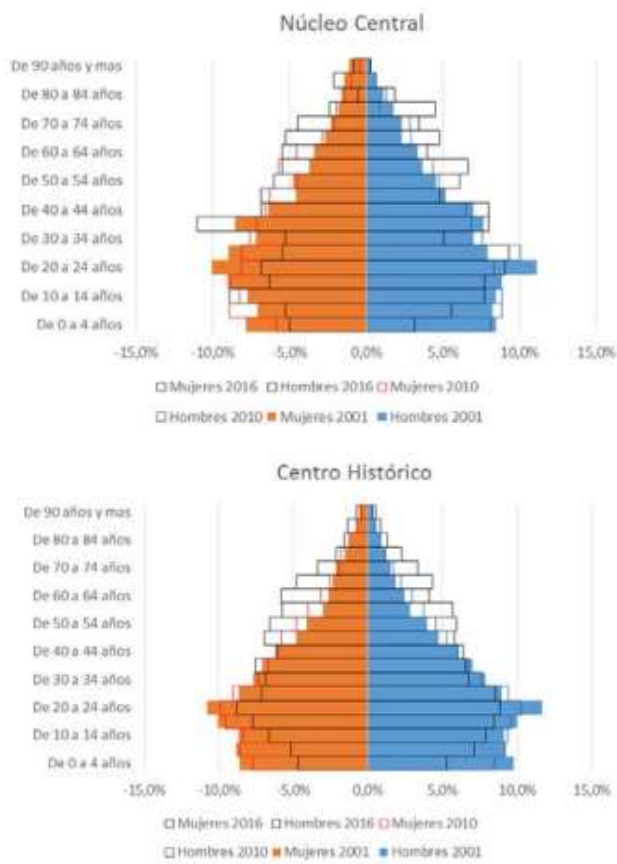 Núcleo Central
De 90 años y mas
De 80 a 84 años
De 70 a 74 años
De 60 a 64 años
De 50 a 54 años
De 40 a 44 años
De 30 a 34 años
De 20 a 24 años
De 10 a 14 años
De 0 a 4 años
-15,0% -10,0% -5,0% 0,0% 5,0% 10,0% 15,0%
Mujeres 2016 Hombres 2016 Mujeres 2010
Hombres 2010 Mujeres 2001 Hombres 2001
Centro Histórico
De 90 años y mas
De 80 a 84 años
De 70 a 74 años
De 60 a 64 años
De 50 a 54 años
De 40 a 44 años
De 30 a 34 años
De 20 a 24 años
De 10 a 14 años
De 0 a 4 años
-15,0% -10,0% -5,0% 0,0% 5,0% 10,0% 15,0%
Mujeres 2016 Hombres 2016 Mujeres 2010
Hombres 2010 Mujeres 2001 Hombres 2001